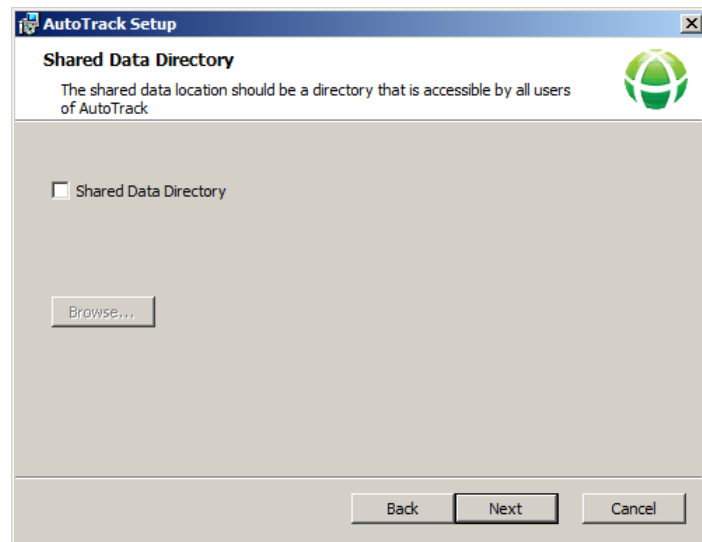 AutoTrack Setup
Shared Data Directory
The shared data location should be a directory that is accessible by all users
of AutoTrack
Shared Data Directory
Browse...
Back Next Cancel